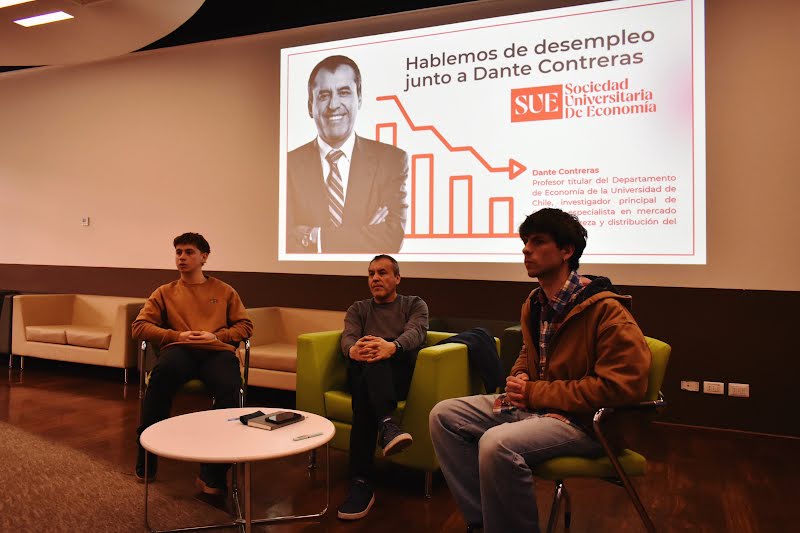 Hablemos de desempleo
junto a Dante Contreras
SUE
Sociedad
Universitaria
De Economía
Dante Contreras
Profesor titular del Departamento
de Economía de la Universidad de
Chile, investigador principal de
especialista en mercado
y distribución del